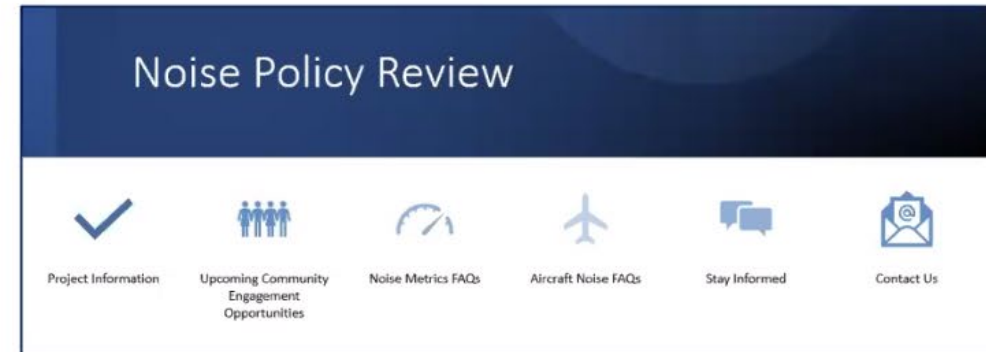 Noise Policy Review
@
Project Information
Upcoming Community
Engagement
Opportunities
Noise Metrics FAQs
Aircraft Noise FAQs
Stay Informed
Contact Us